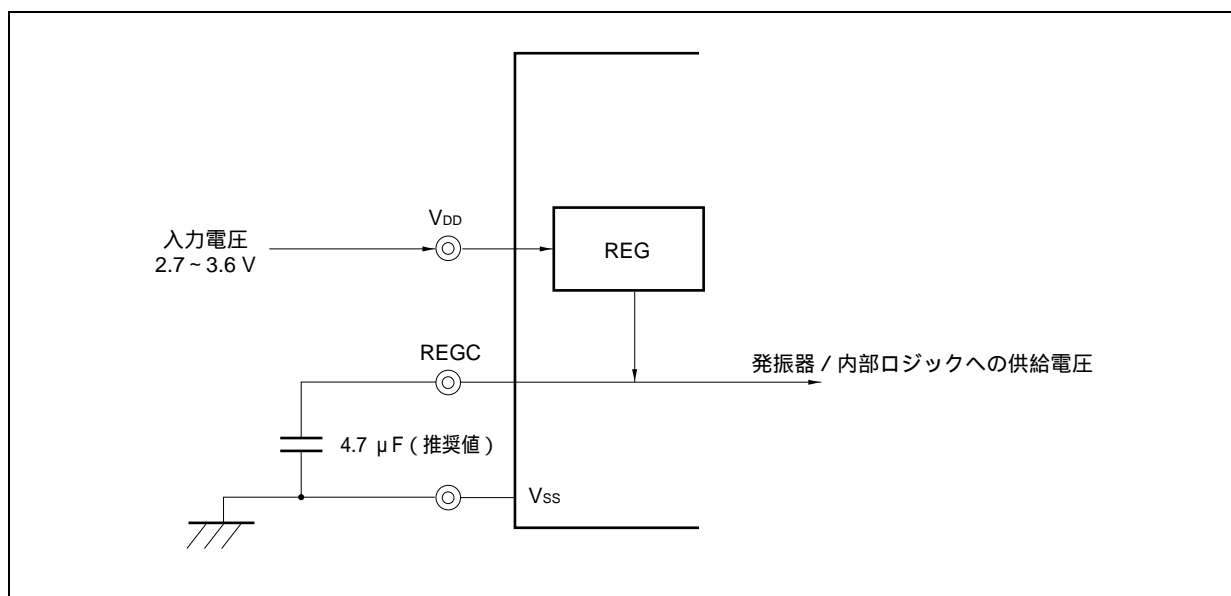 VDD
入力電圧
2.7～3.6 V
REG
REGC
発振器／内部ロジックへの供給電圧
4.7 μF（推奨値）
VSS